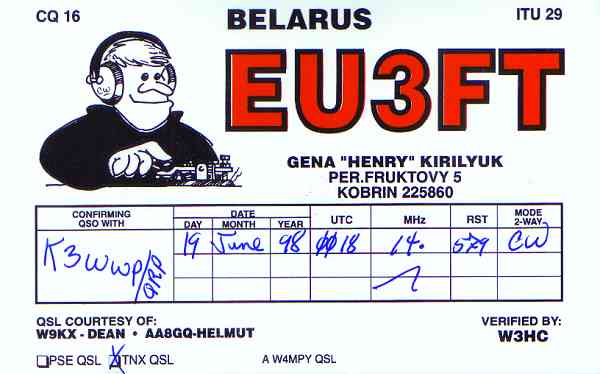 CQ 16
BELARUS
ITU 29
EU3FT
CW
GENA "HENRY" KIRILYUK
PER.FRUKTOVY 5
KOBRIN 225860
CONFIRMING QSO WITH
DATE
DAY MONTH YEAR
UTC
MHz
RST
MODE 2-WAY
K3WWP/QRP
19 June 98 0018 14. 579 CW
QSL COURTESY OF:
W9KX - DEAN • AA8GQ-HELMUT
VERIFIED BY:
W3HC
PSE QSL TNX QSL
A W4MPY QSL